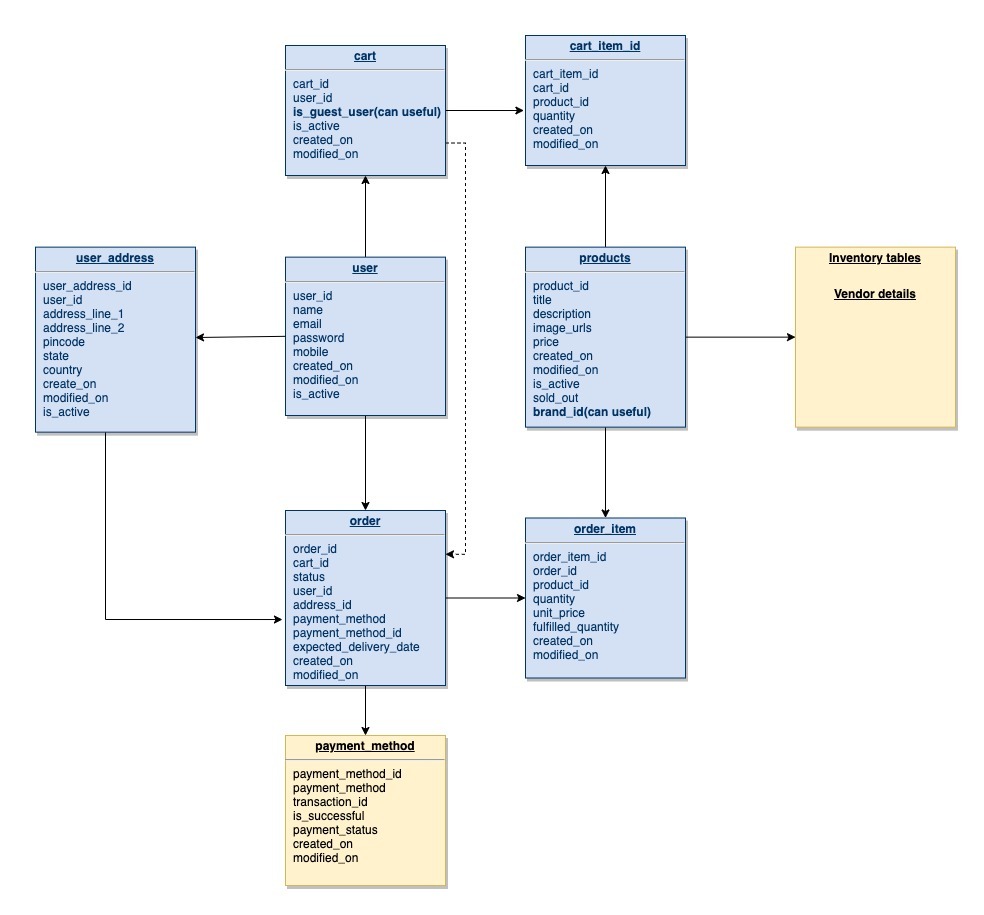 cart
cart_id
user_id
is_guest_user(can useful)
is_active
created_on
modified_on
cart_item_id
cart_item_id
cart_id
product_id
quantity
created_on
modified_on
user_address
user_address_id
user_id
address_line_1
address_line_2
pincode
state
country
create_on
modified_on
is_active
user
user_id
name
email
password
mobile
created_on
modified_on
is_active
products
product_id
title
description
image_urls
price
created_on
modified_on
is_active
sold_out
brand_id(can useful)
Inventory tables
Vendor details
order
order_id
cart_id
status
user_id
address_id
payment_method
payment_method_id
expected_delivery_date
created_on
modified_on
order_item
order_item_id
order_id
product_id
quantity
unit_price
fulfilled_quantity
created_on
modified_on
payment_method
payment_method_id
payment_method
transaction_id
is_successful
payment_status
created_on
modified_on